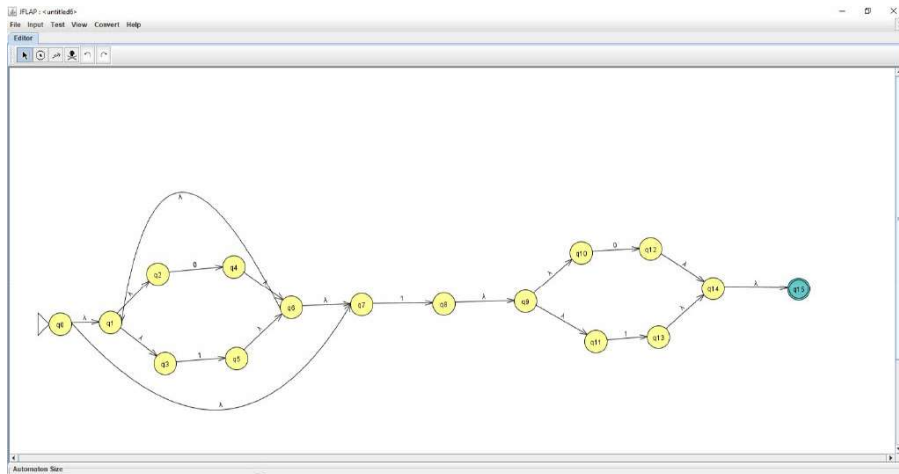 JFLAP : <untitled6>
File Input Test View Convert Help
Editor
λ
q2 0 q4
q10 0 q12
λ λ
λ λ
q0 λ q1 q6 λ q7 1 q8 λ q9 q14 λ q15
λ λ
λ λ
q3 1 q5
q11 1 q13
λ
Automaton Size